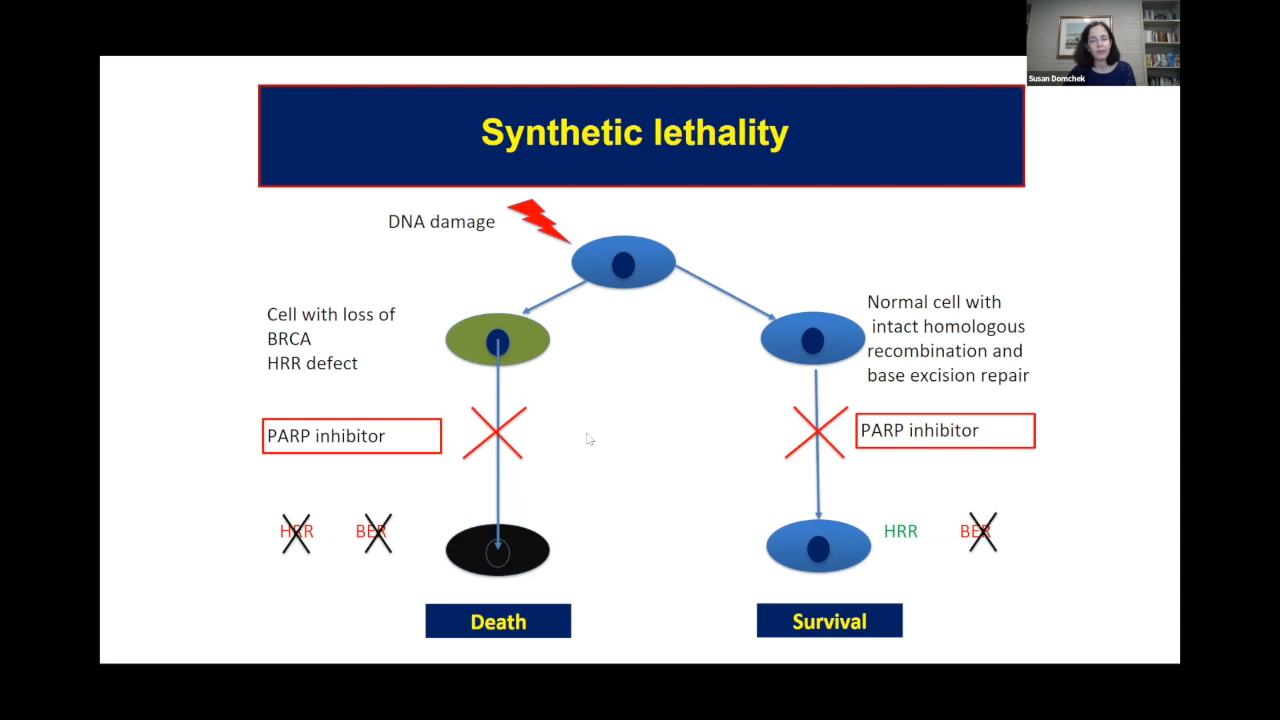 Susan Domchek
Synthetic lethality
DNA damage
Cell with loss of
BRCA
HRR defect
Normal cell with
intact homologous
recombination and
base excision repair
PARP inhibitor
PARP inhibitor
HRR BER
HRR BER
Death
Survival